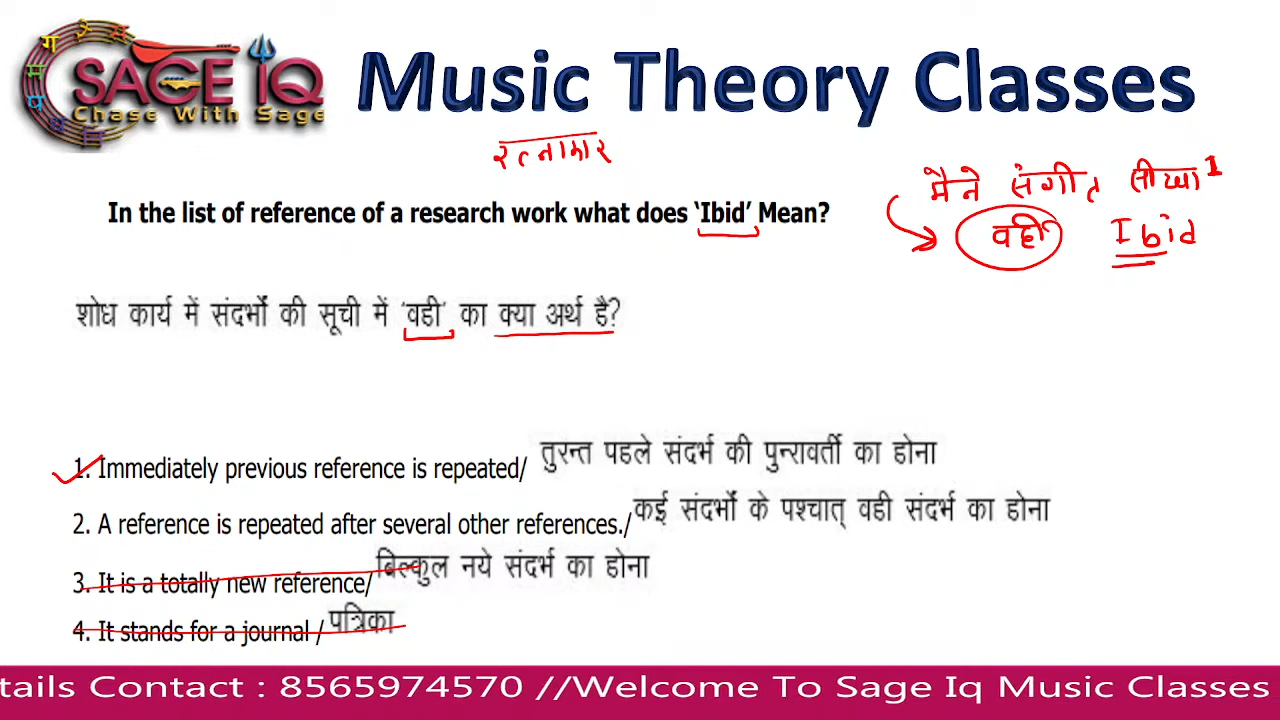 SAGE IQ
Chase With Sage
Music Theory Classes
रत्नाकार
मैने संगीत सीखा 1
वही Ibid
In the list of reference of a research work what does ‘Ibid’ Mean?
शोध कार्य में संदर्भों की सूची में 'वही' का क्या अर्थ है?
1. Immediately previous reference is repeated/ तुरन्त पहले संदर्भ की पुन्रावर्ती का होना
2. A reference is repeated after several other references./ कई संदर्भों के पश्चात् वही संदर्भ का होना
3. It is a totally new reference/ बिल्कुल नये संदर्भ का होना
4. It stands for a journal / पत्रिका
tails Contact : 8565974570 //Welcome To Sage Iq Music Classes